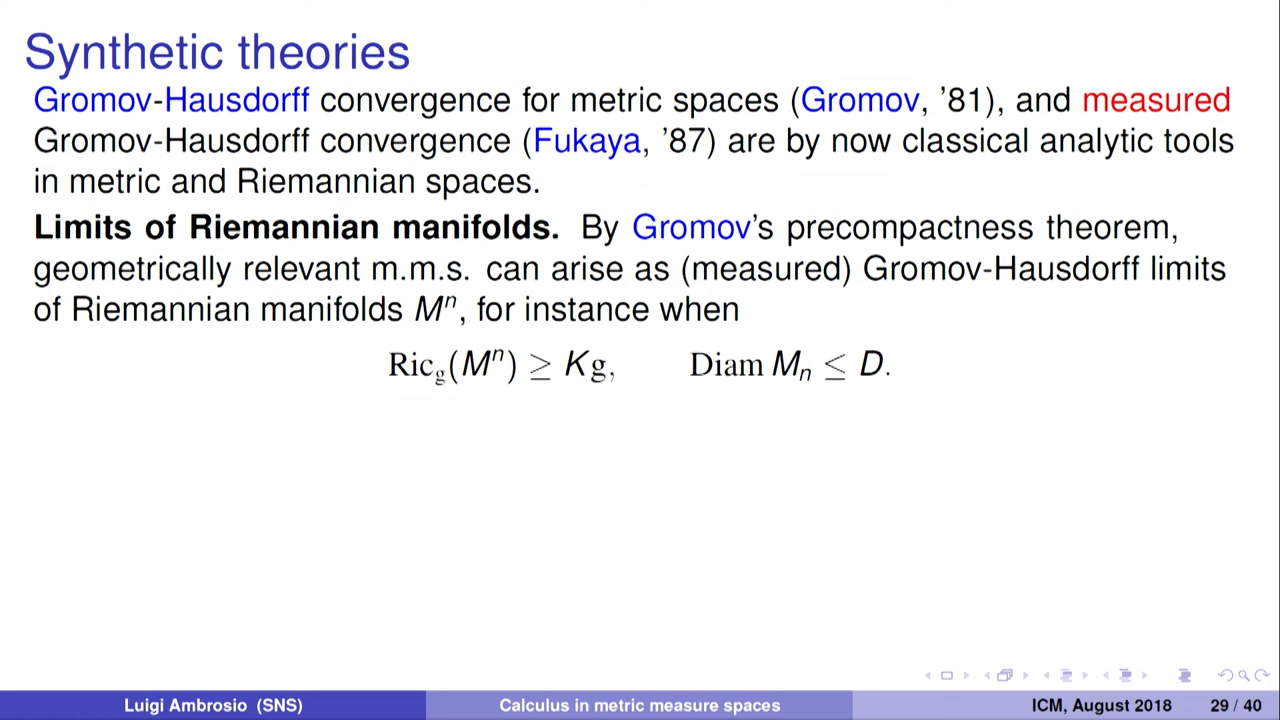 Synthetic theories
Gromov-Hausdorff convergence for metric spaces (Gromov, ’81), and measured
Gromov-Hausdorff convergence (Fukaya, ’87) are by now classical analytic tools
in metric and Riemannian spaces.
Limits of Riemannian manifolds. By Gromov’s precompactness theorem,
geometrically relevant m.m.s. can arise as (measured) Gromov-Hausdorff limits
of Riemannian manifolds Mⁿ, for instance when
Ric_g(Mⁿ) ≥ Kg, Diam Mₙ ≤ D.
Luigi Ambrosio (SNS) Calculus in metric measure spaces ICM, August 2018 29 / 40